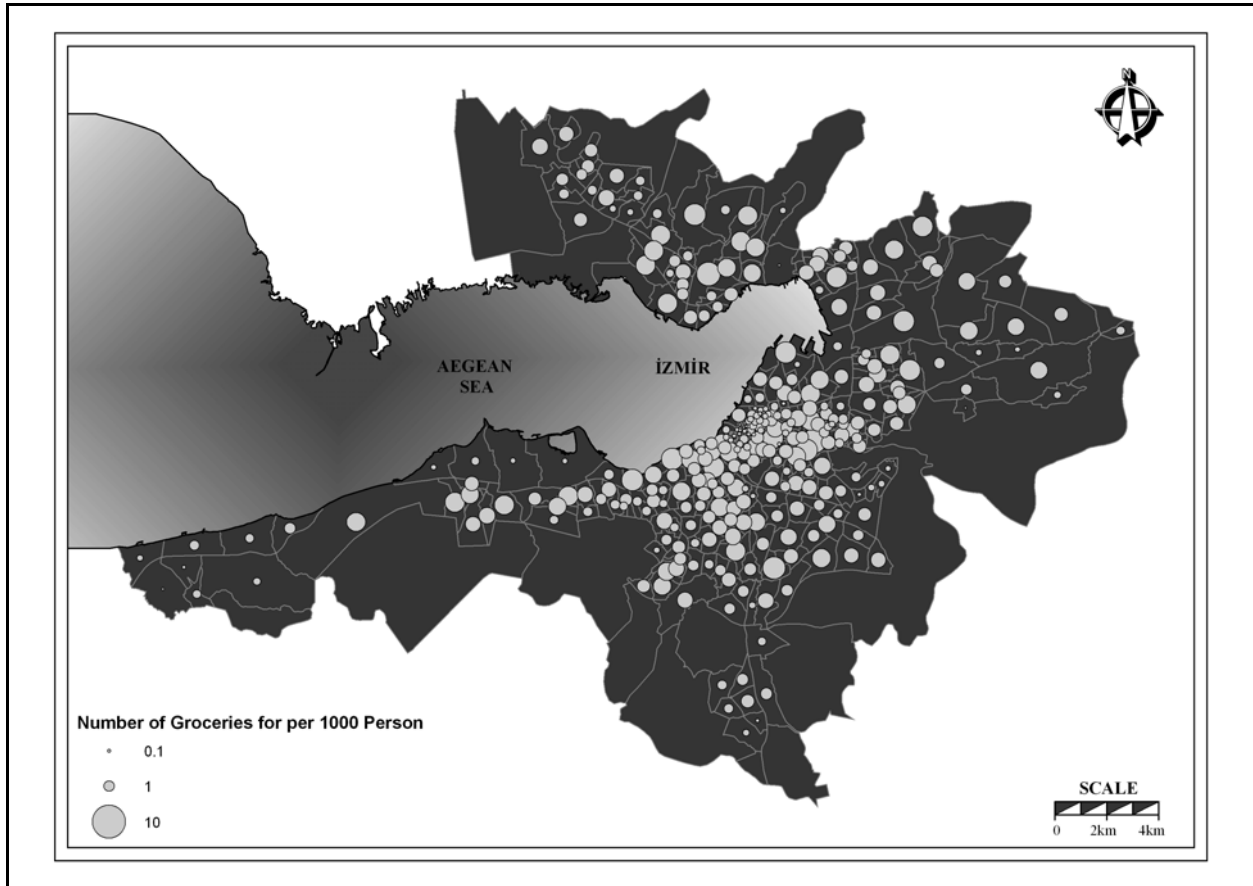 N
AEGEAN
SEA
İZMİR
Number of Groceries for per 1000 Person
0.1
1
10
SCALE
0 2km 4km